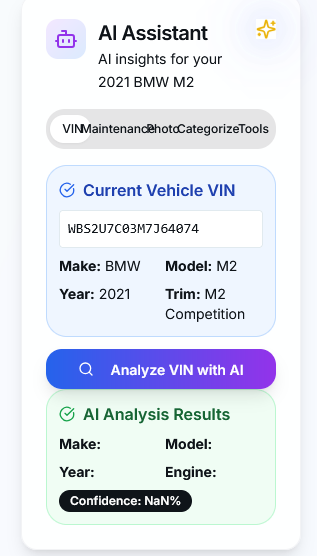 AI Assistant
AI insights for your
2021 BMW M2
VIN Maintenance Photo Categorize Tools
Current Vehicle VIN
WBS2U7C03M7J64074
Make: BMW Model: M2
Year: 2021 Trim: M2
Competition
Analyze VIN with AI
AI Analysis Results
Make: Model:
Year: Engine:
Confidence: NaN%